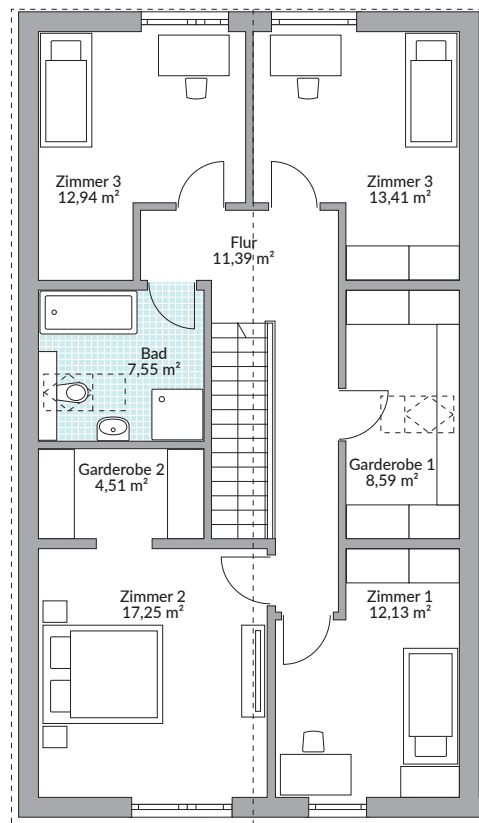 Zimmer 3
12,94 m²
Zimmer 3
13,41 m²
Flur
11,39 m²
Bad
7,55 m²
Garderobe 2
4,51 m²
Garderobe 1
8,59 m²
Zimmer 2
17,25 m²
Zimmer 1
12,13 m²